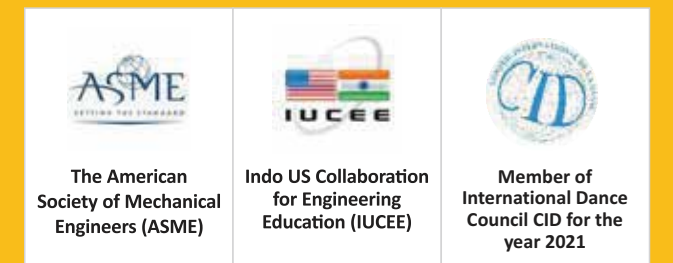 ASME
SETTING THE STANDARD
The American
Society of Mechanical
Engineers (ASME)
IUCEE
Indo US Collaboration
for Engineering
Education (IUCEE)
CID
Member of
International Dance
Council CID for the
year 2021